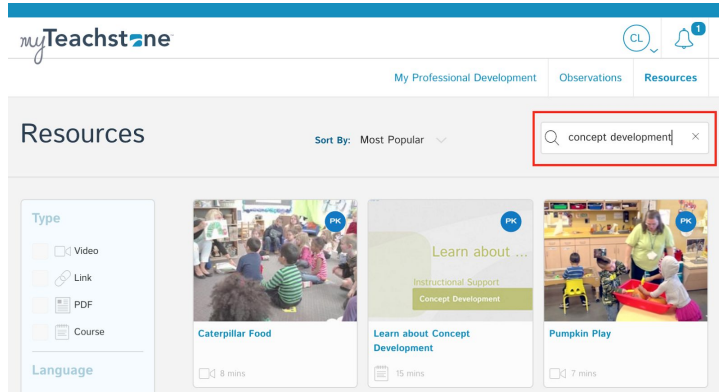 myTeachstone
CL
1
My Professional Development
Observations
Resources
Resources
Sort By: Most Popular
concept development
Type
Video
Link
PDF
Course
Language
PK
PK
Learn about ...
Instructional Support
Concept Development
PK
Caterpillar Food
8 mins
Learn about Concept
Development
15 mins
Pumpkin Play
7 mins